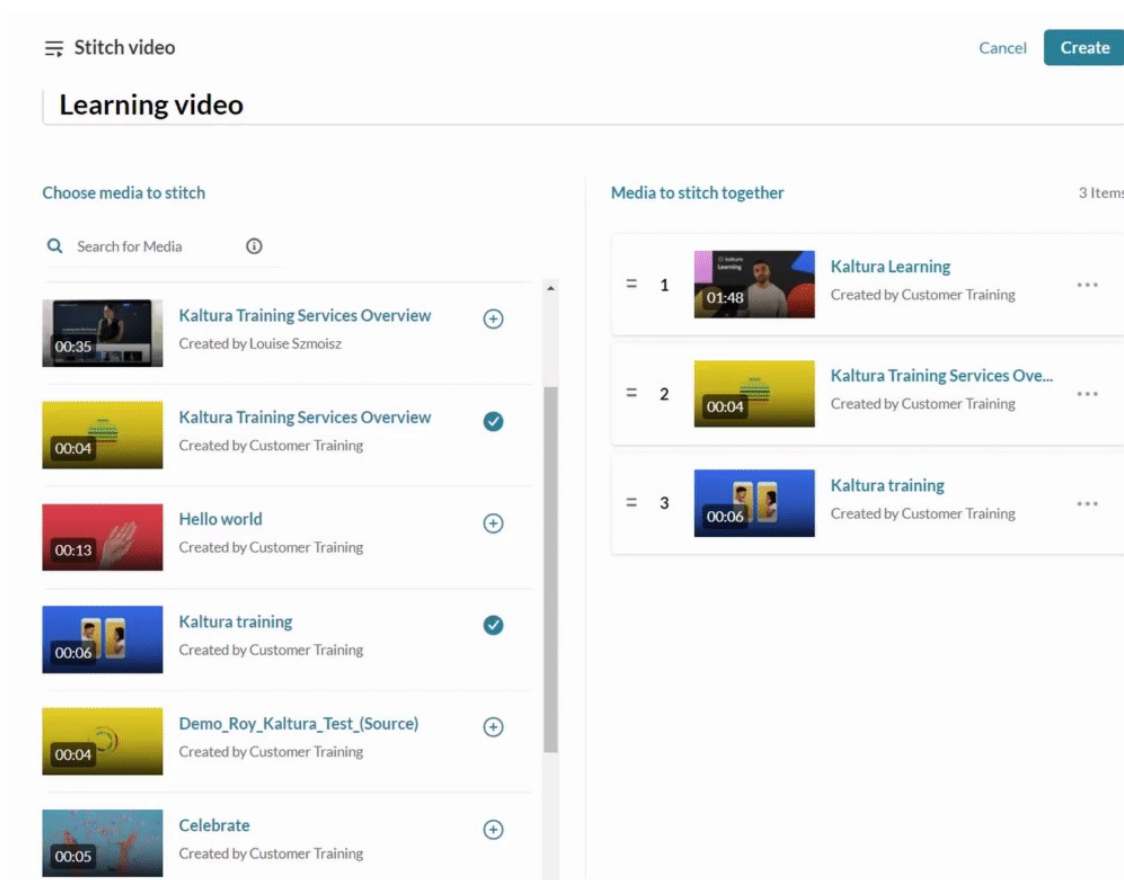 Stitch video
Cancel
Create
Learning video
Choose media to stitch
Search for Media
00:35
Kaltura Training Services Overview
Created by Louise Szmoisz
00:04
Kaltura Training Services Overview
Created by Customer Training
00:13
Hello world
Created by Customer Training
00:06
Kaltura training
Created by Customer Training
00:04
Demo_Roy_Kaltura_Test_(Source)
Created by Customer Training
00:05
Celebrate
Created by Customer Training
Media to stitch together
3 Items
1
kaltura
Learning
01:48
Kaltura Learning
Created by Customer Training
2
00:04
Kaltura Training Services Ove...
Created by Customer Training
3
00:06
Kaltura training
Created by Customer Training